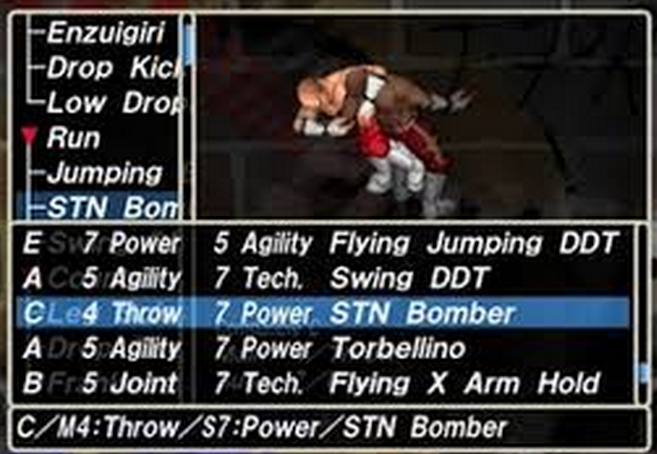 Enzuigiri
Drop Kick
Low Drop
Run
Jumping
STN Bom
E 7 Power 5 Agility Flying Jumping DDT
A 5 Agility 7 Tech. Swing DDT
C 4 Throw 7 Power STN Bomber
A 5 Agility 7 Power Torbellino
B 5 Joint 7 Tech. Flying X Arm Hold
C/M4:Throw/S7:Power/STN Bomber